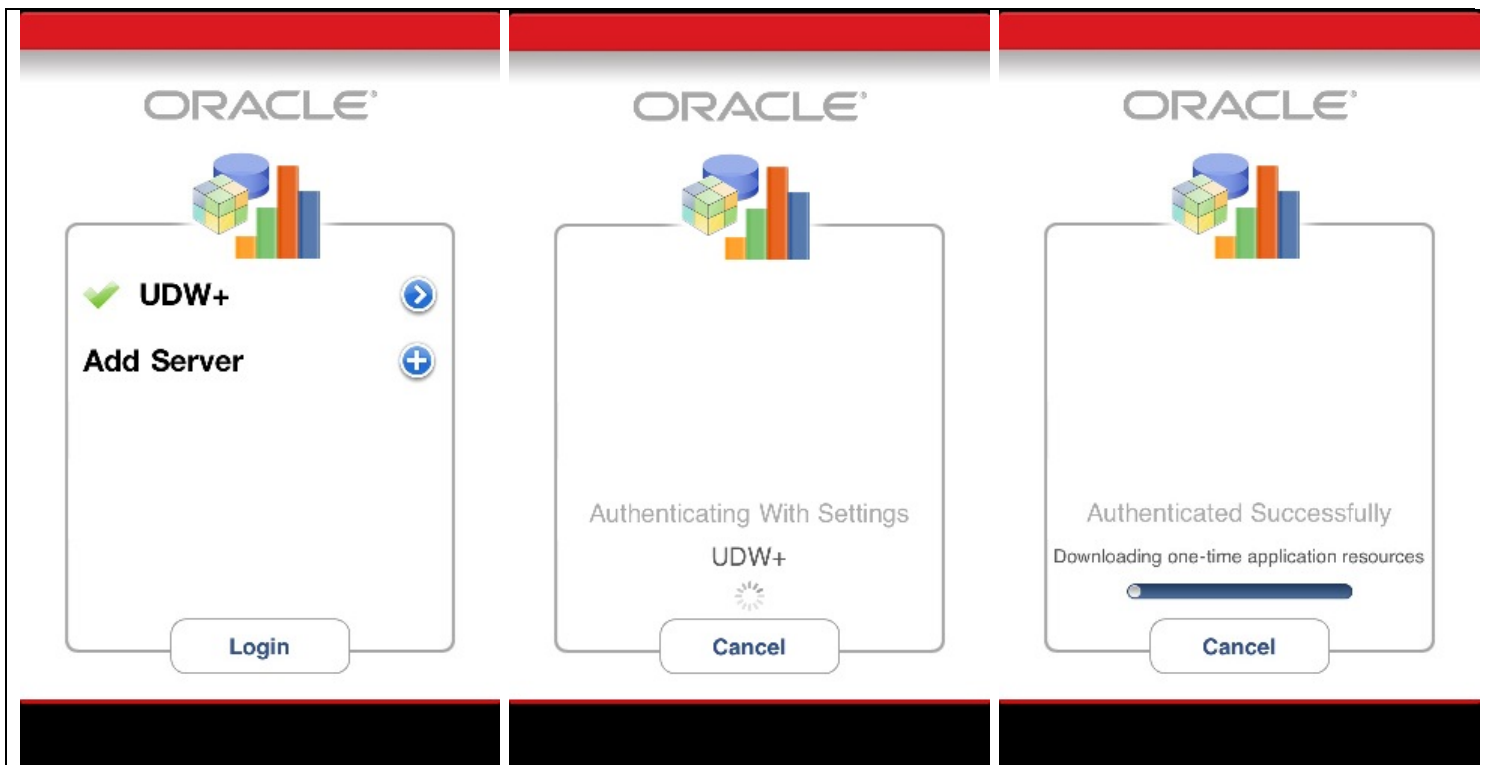 ORACLE®
UDW+
Add Server
Login
ORACLE®
Authenticating With Settings
UDW+
Cancel
ORACLE®
Authenticated Successfully
Downloading one-time application resources
Cancel